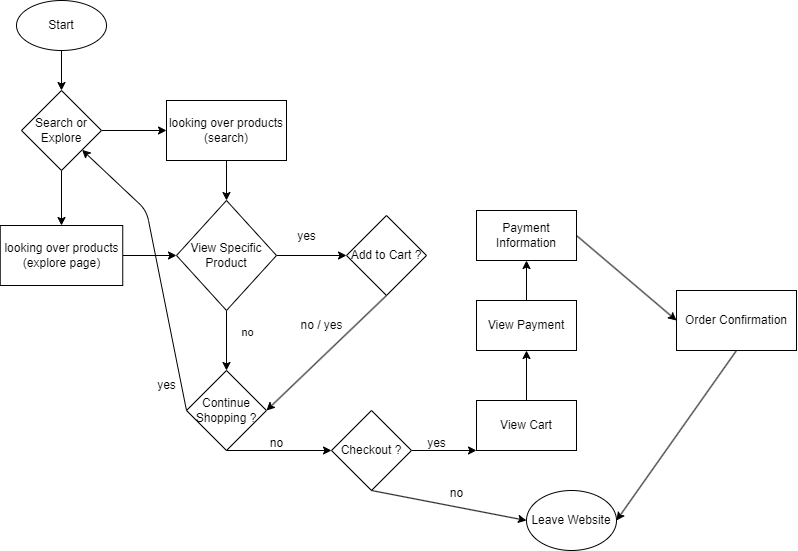 Start
Search or
Explore
looking over products
(search)
looking over products
(explore page)
View Specific
Product
yes
Add to Cart ?
no
no / yes
yes
Continue
Shopping ?
no
Checkout ?
yes
no
View Cart
View Payment
Payment
Information
Order Confirmation
Leave Website